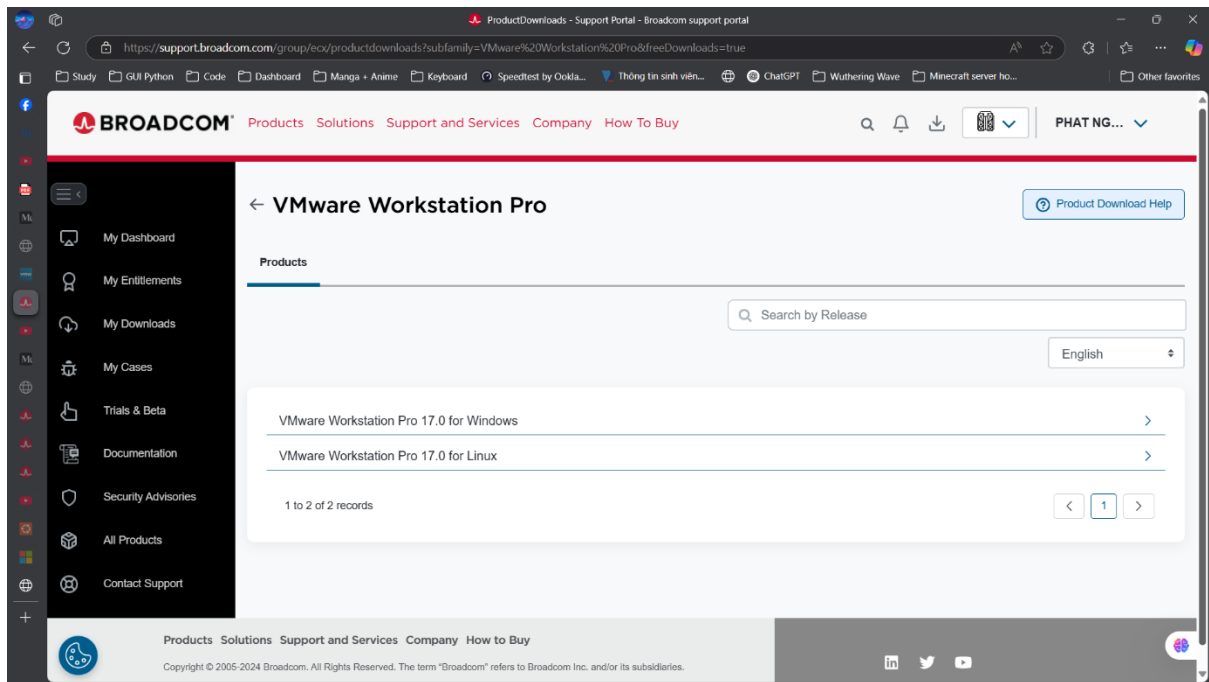 ProductDownloads - Support Portal - Broadcom support portal
https://support.broadcom.com/group/ecx/productdownloads?subfamily=VMware%20Workstation%20Pro&freeDownloads=true
Study GUI Python Code Dashboard Manga + Anime Keyboard Speedtest by Ookla... Thông tin sinh viên... ChatGPT Wuthering Wave Minecraft server ho... Other favorites
BROADCOM Products Solutions Support and Services Company How To Buy PHAT NG...
VMware Workstation Pro
Product Download Help
My Dashboard
Products
My Entitlements
My Downloads
Search by Release
English
My Cases
Trials & Beta
VMware Workstation Pro 17.0 for Windows
Documentation
VMware Workstation Pro 17.0 for Linux
Security Advisories
1 to 2 of 2 records
1
All Products
Contact Support
Products Solutions Support and Services Company How to Buy
Copyright © 2005-2024 Broadcom. All Rights Reserved. The term "Broadcom" refers to Broadcom Inc. and/or its subsidiaries.